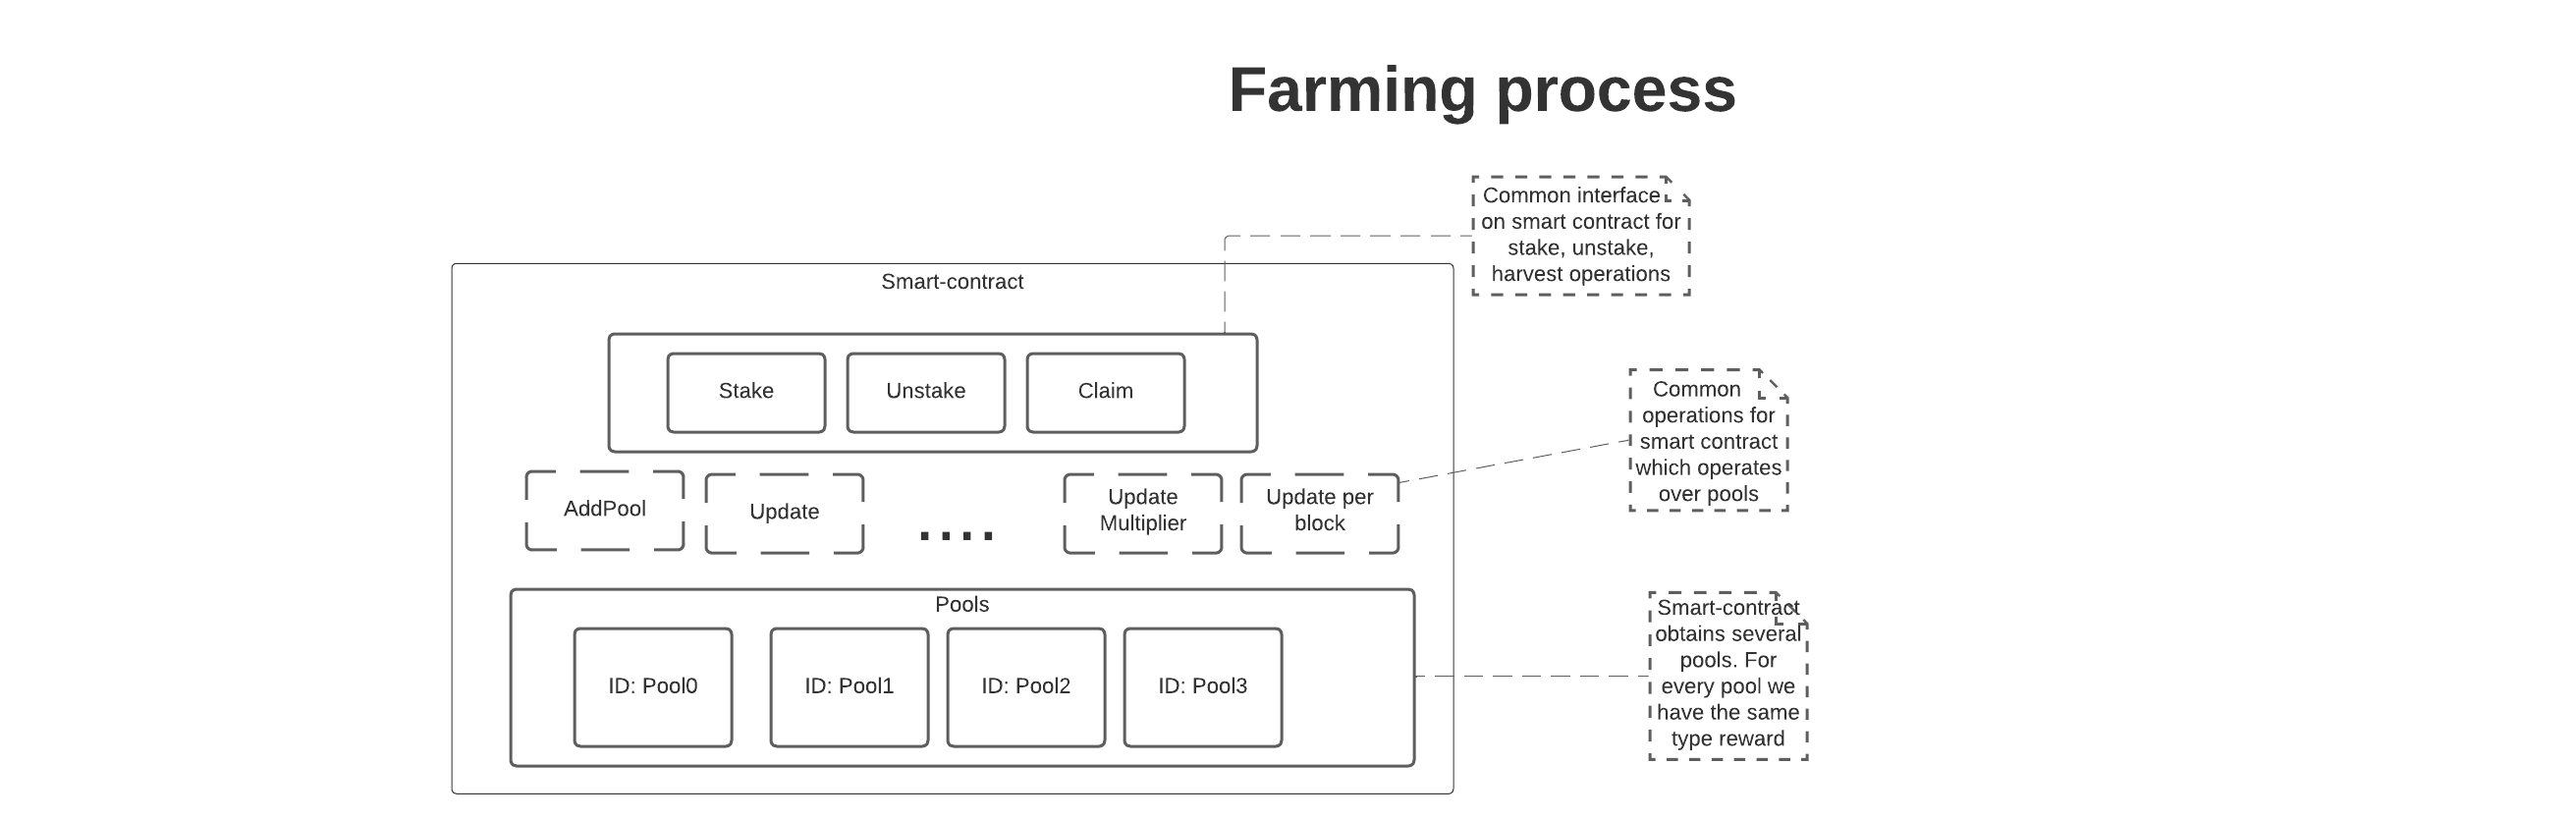 Farming process
Common interface
on smart contract for
stake, unstake,
harvest operations
Smart-contract
Stake
Unstake
Claim
Common
operations for
smart contract
which operates
over pools
AddPool
Update
....
Update
Multiplier
Update per
block
Pools
ID: Pool0
ID: Pool1
ID: Pool2
ID: Pool3
Smart-contract
obtains several
pools. For
every pool we
have the same
type reward